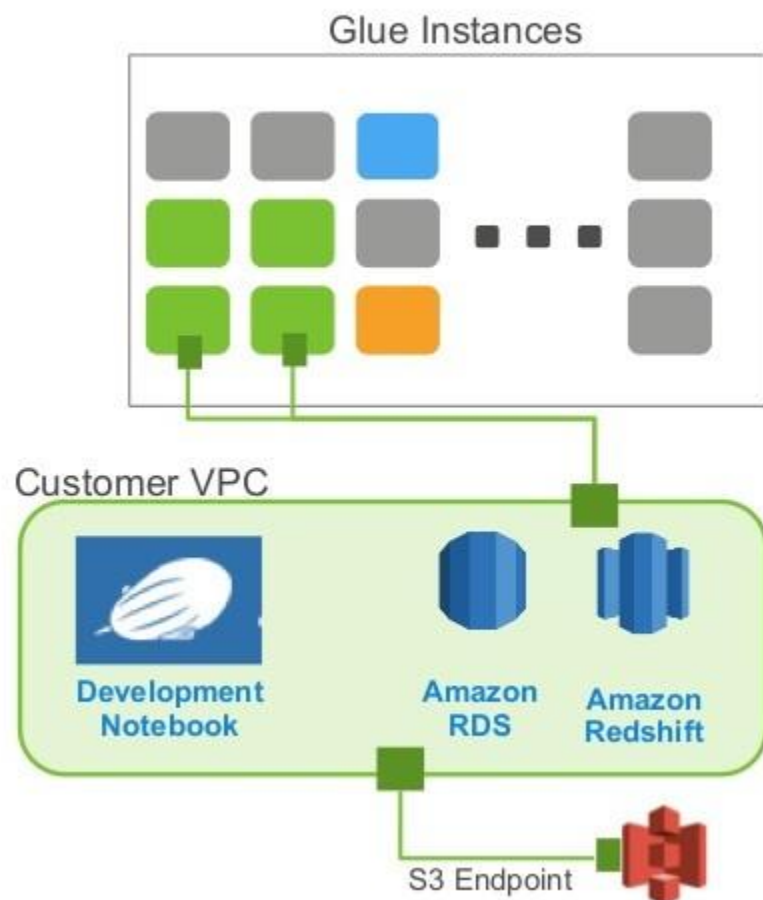 Glue Instances
Customer VPC
Development
Notebook
Amazon
RDS
Amazon
Redshift
S3 Endpoint